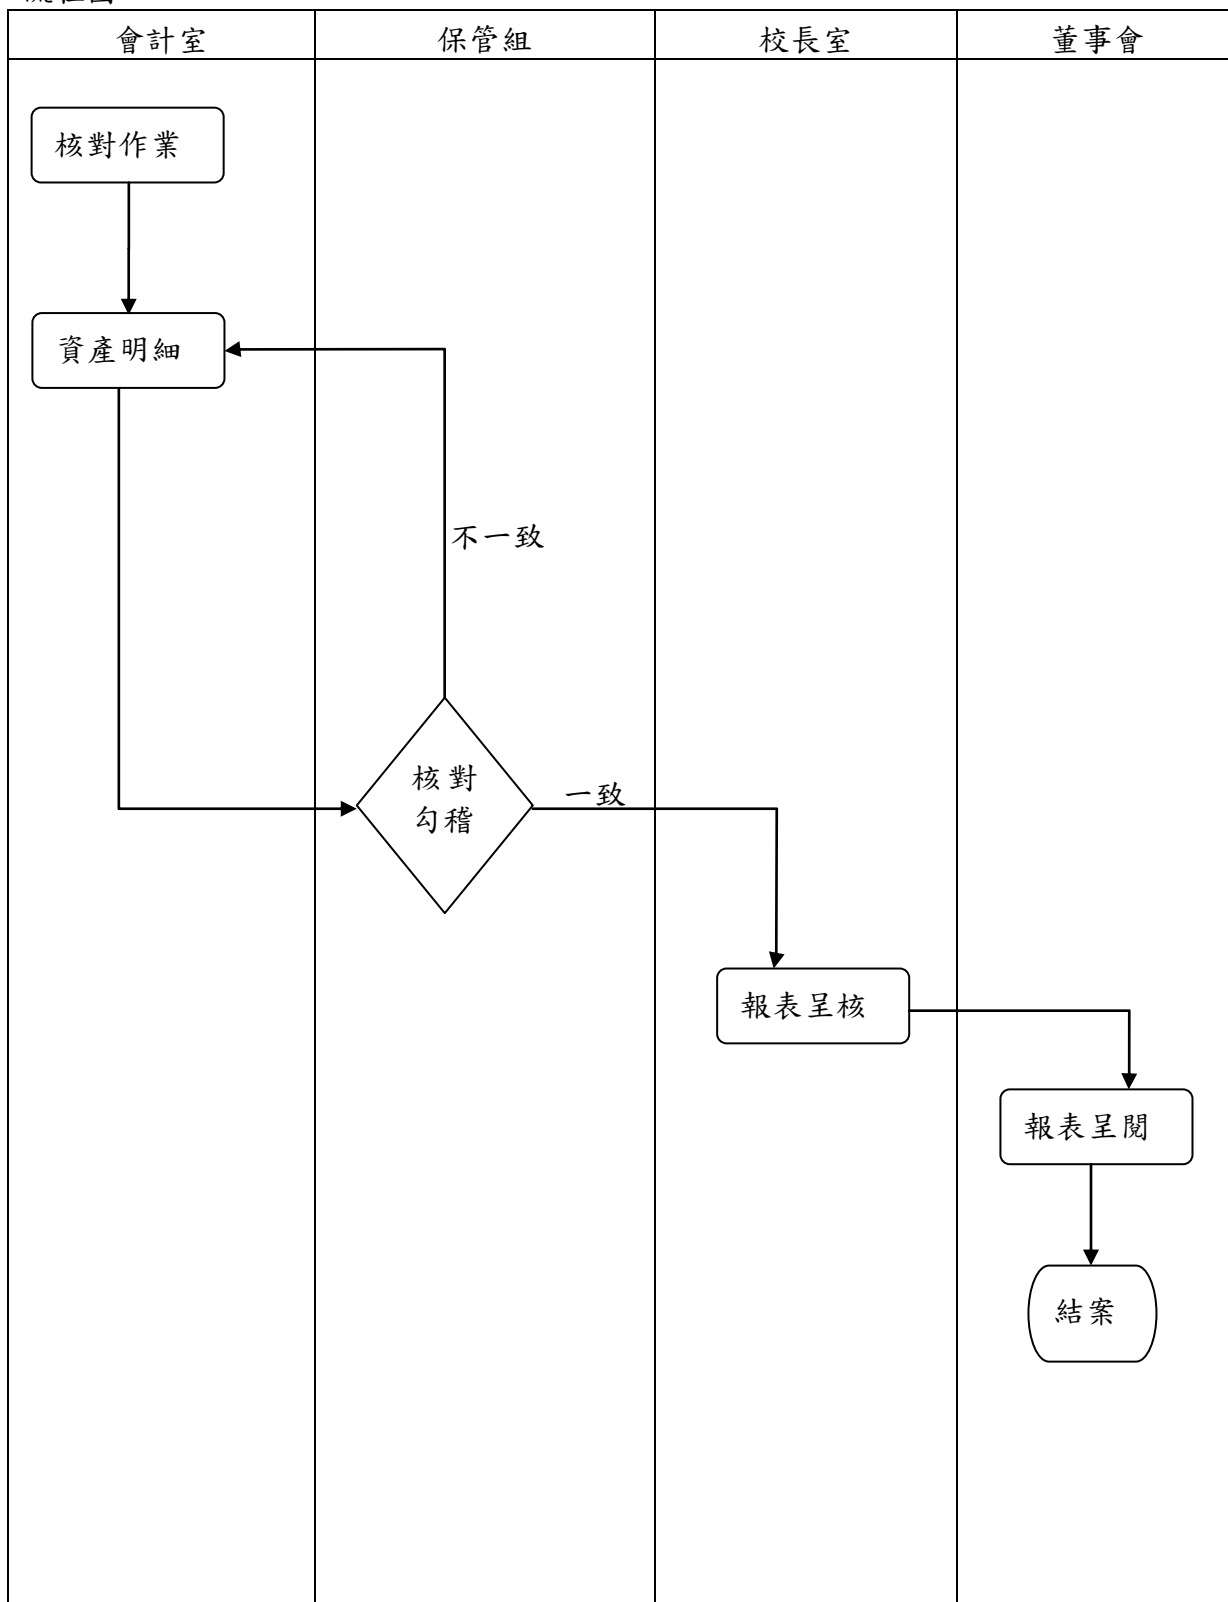 會計室 保管組 校長室 董事會
核對作業
資產明細
不一致
核對
勾稽
一致
報表呈核
報表呈閱
結案